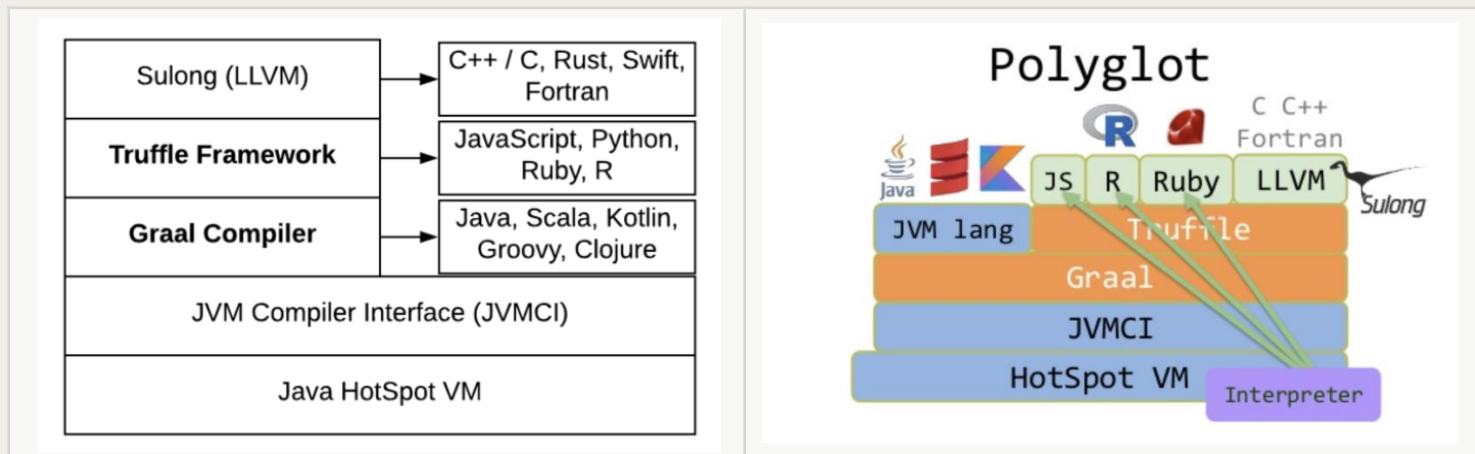 Sulong (LLVM)
C++ / C, Rust, Swift,
Fortran
Truffle Framework
JavaScript, Python,
Ruby, R
Graal Compiler
Java, Scala, Kotlin,
Groovy, Clojure
JVM Compiler Interface (JVMCI)
Java HotSpot VM
Polyglot
C C++
Fortran
R
Java
JS
R
Ruby
LLVM
Sulong
JVM lang
Truffle
Graal
JVMCI
HotSpot VM
Interpreter